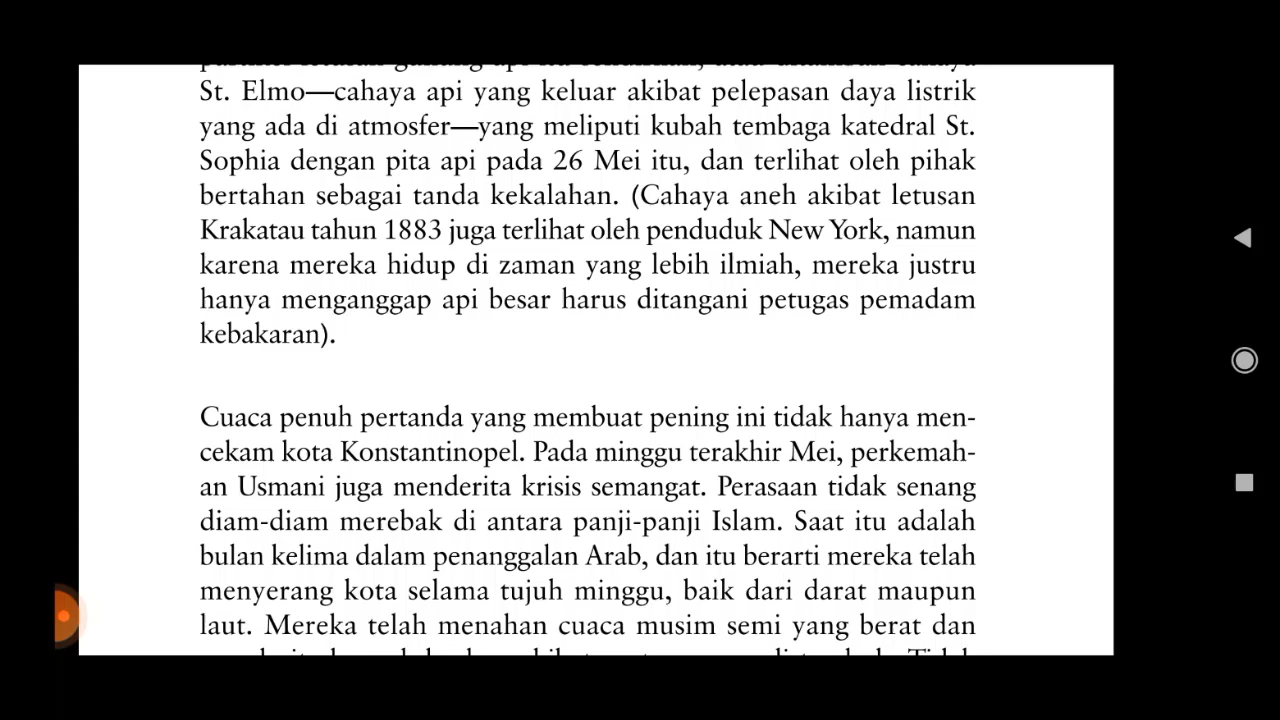 St. Elmo—cahaya api yang keluar akibat pelepasan daya listrik
yang ada di atmosfer—yang meliputi kubah tembaga katedral St.
Sophia dengan pita api pada 26 Mei itu, dan terlihat oleh pihak
bertahan sebagai tanda kekalahan. (Cahaya aneh akibat letusan
Krakatau tahun 1883 juga terlihat oleh penduduk New York, namun
karena mereka hidup di zaman yang lebih ilmiah, mereka justru
hanya menganggap api besar harus ditangani petugas pemadam
kebakaran).
Cuaca penuh pertanda yang membuat pening ini tidak hanya men-
cekam kota Konstantinopel. Pada minggu terakhir Mei, perkemah-
an Usmani juga menderita krisis semangat. Perasaan tidak senang
diam-diam merebak di antara panji-panji Islam. Saat itu adalah
bulan kelima dalam penanggalan Arab, dan itu berarti mereka telah
menyerang kota selama tujuh minggu, baik dari darat maupun
laut. Mereka telah menahan cuaca musim semi yang berat dan